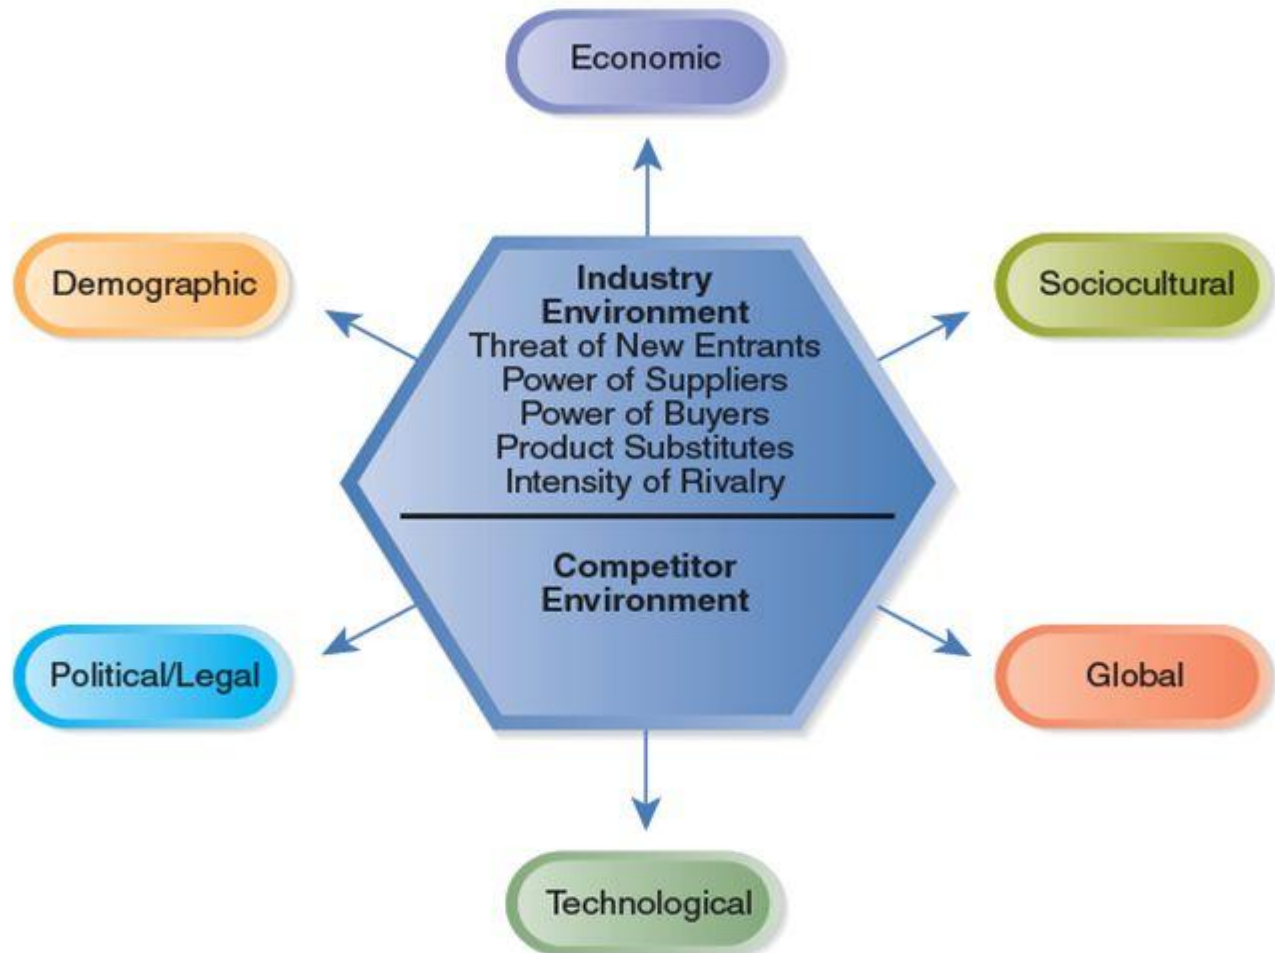 Economic
Demographic
Sociocultural
Industry
Environment
Threat of New Entrants
Power of Suppliers
Power of Buyers
Product Substitutes
Intensity of Rivalry
Competitor
Environment
Political/Legal
Global
Technological